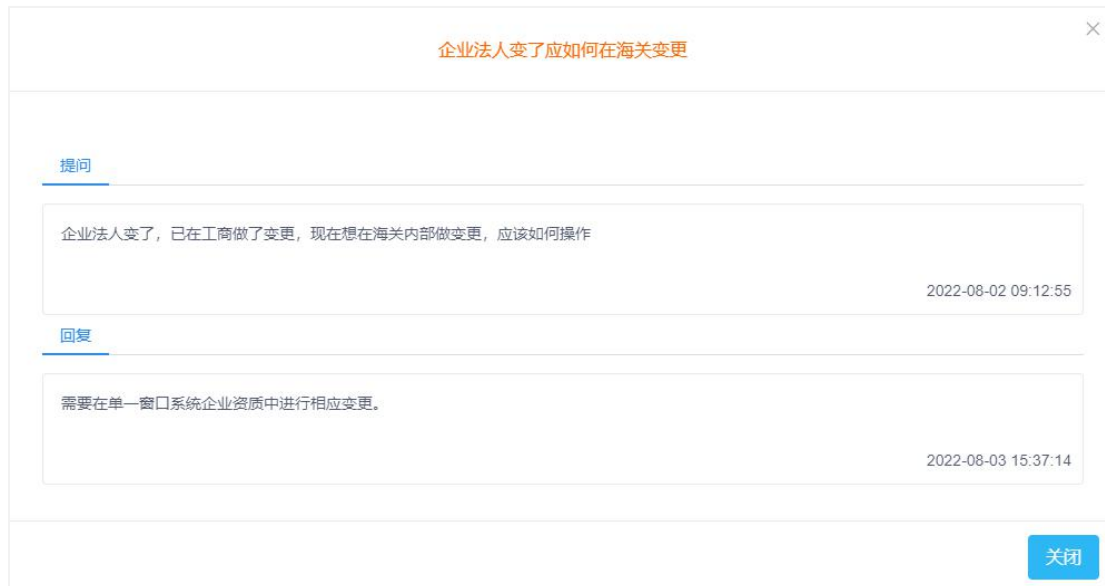 企业法人变了应如何在海关变更
提问
企业法人变了，已在工商做了变更，现在想在海关内部做变更，应该如何操作
2022-08-02 09:12:55
回复
需要在单一窗口系统企业资质中进行相应变更。
2022-08-03 15:37:14
关闭